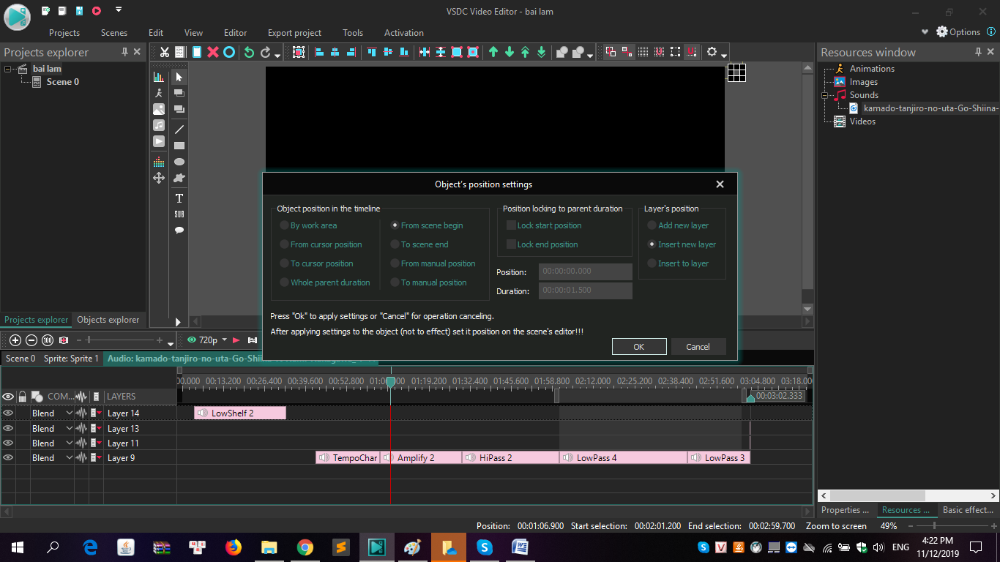 VSDC Video Editor - bai lam
Projects Scenes Edit View Editor Export project Tools Activation
Options
Projects explorer
bai lam
Scene 0
Resources window
Animations
Images
Sounds
kamado-tanjiro-no-uta-Go-Shiina-
Videos
T
SUB
Object's position settings
Object position in the timeline
By work area
From cursor position
To cursor position
Whole parent duration
From scene begin
To scene end
From manual position
To manual position
Position locking to parent duration
Lock start position
Lock end position
Position: 00:00:00.000
Duration: 00:00:01.500
Layer's position
Add new layer
Insert new layer
Insert to layer
Press "Ok" to apply settings or "Cancel" for operation canceling.
After applying settings to the object (not to effect) set it position on the scene's editor!!!
OK Cancel
Projects explorer Objects explorer
720p
Scene 0 Sprite: Sprite 1 Audio: kamado-tanjiro-no-uta-Go-Shiina
00:13.200 00:26.400 00:39.600 00:52.800 01:19.200 01:32.400 01:45.600 01:58.800 02:12.000 02:25.200 02:38.400 02:51.600 03:04.800 03:18.000
COM... LAYERS 00:03:02.333
Blend Layer 14 LowShelf 2
Blend Layer 13
Blend Layer 11
Blend Layer 9 TempoChar Amplify 2 HiPass 2 LowPass 4 LowPass 3
Properties ... Resources ... Basic effect...
Position: 00:01:06.900 Start selection: 00:02:01.200 End selection: 00:02:59.700 Zoom to screen 49%
ENG
4:22 PM
11/12/2019